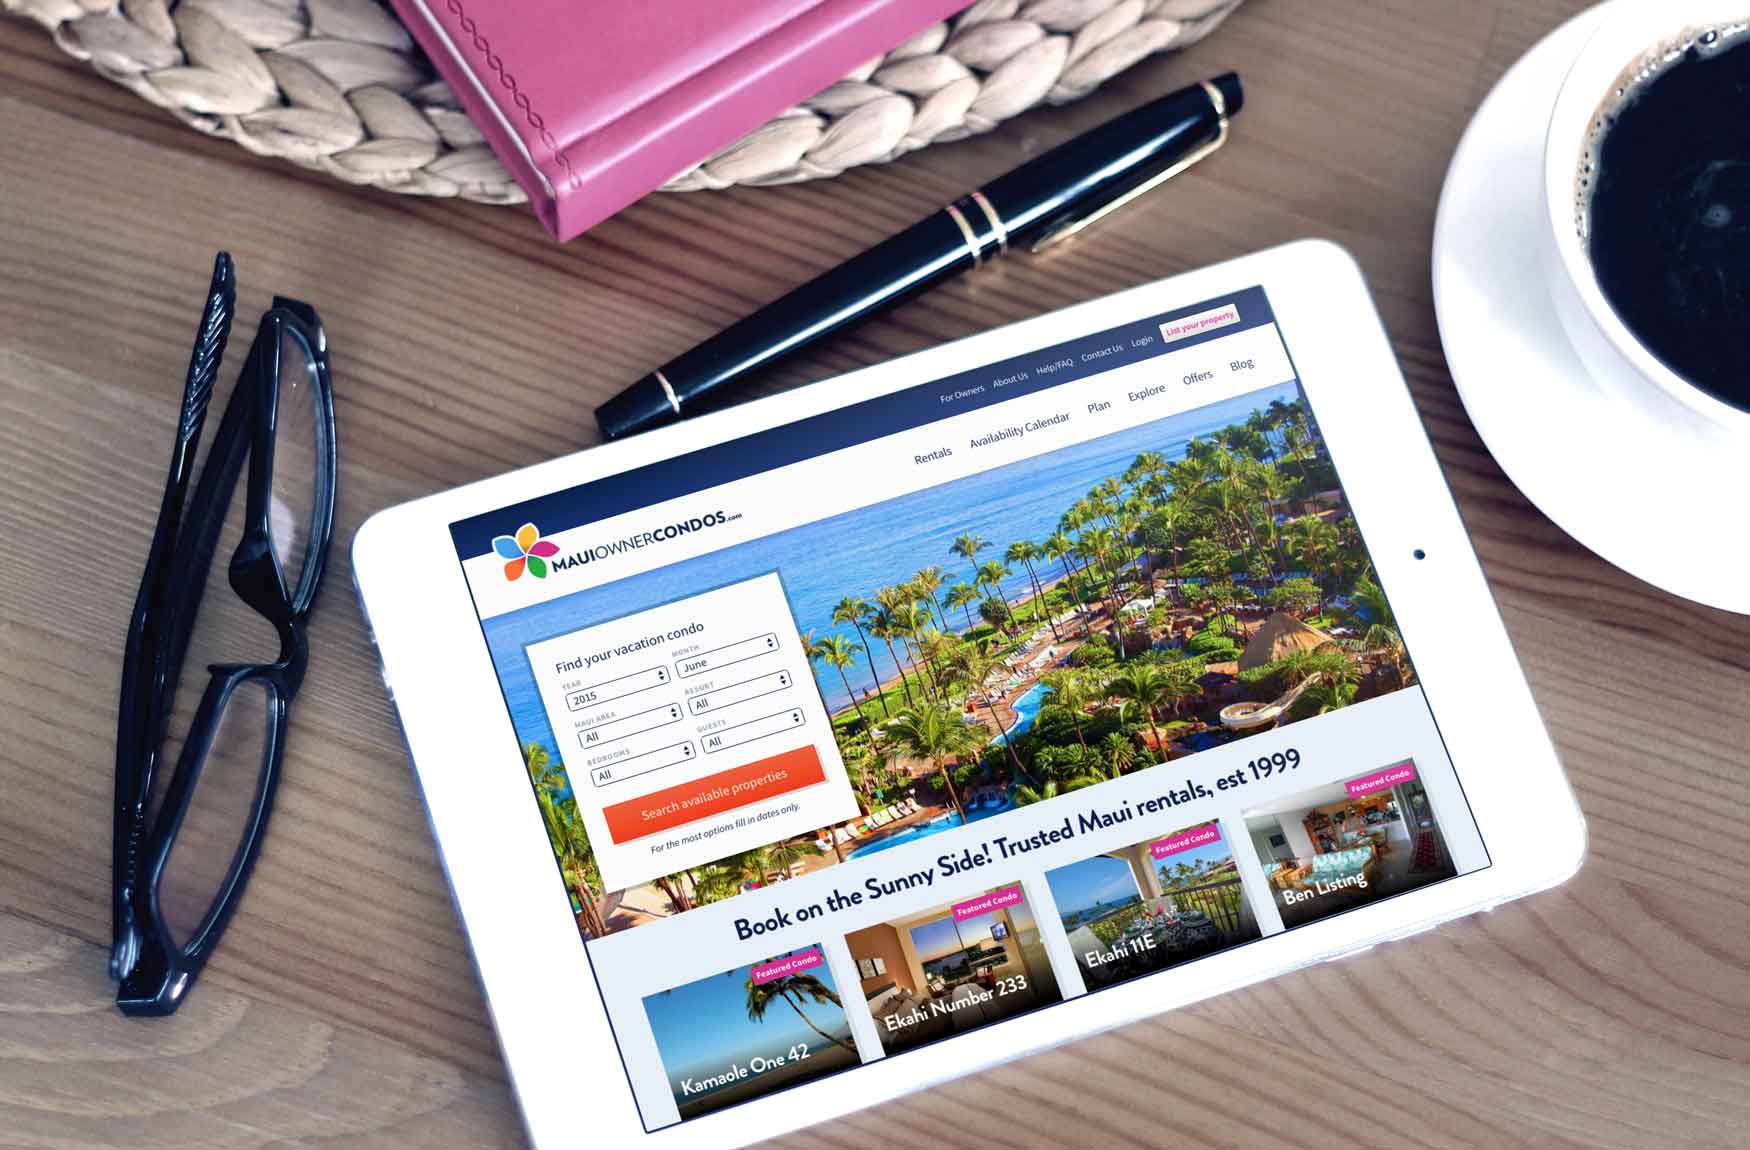 For Owners About Us Help/FAQ Contact Us Login List your property
MAUIOWNERCONDOS.com
Rentals Availability Calendar Plan Explore Offers Blog
Find your vacation condo
YEAR MONTH
2015 June
MAUI AREA RESORT
All All
BEDROOMS GUESTS
All All
Search available properties
For the most options fill in dates only.
Book on the Sunny Side! Trusted Maui rentals, est 1999
Featured Condo
Kamaole One 42
Featured Condo
Ekahi Number 233
Featured Condo
Ekahi 11E
Featured Condo
Ben Listing